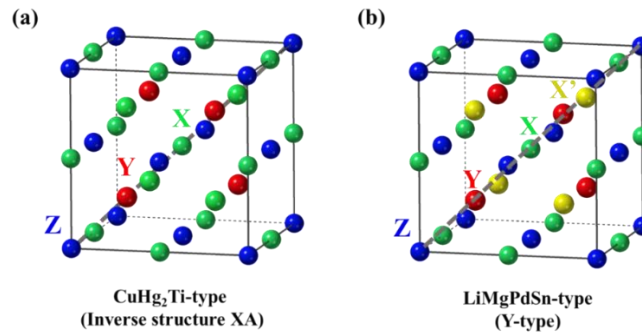 (a)
X
Y
Z
CuHg₂Ti-type
(Inverse structure XA)
(b)
X'
X
Y
Z
LiMgPdSn-type
(Y-type)